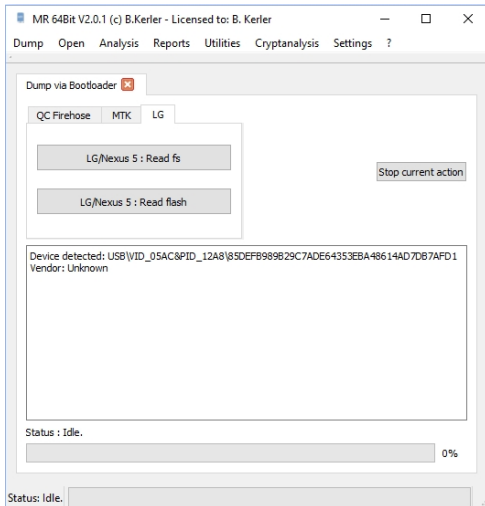 MR 64Bit V2.0.1 (c) B.Kerler - Licensed to: B. Kerler
Dump Open Analysis Reports Utilities Cryptanalysis Settings ?
Dump via Bootloader
QC Firehose MTK LG
LG/Nexus 5 : Read fs
Stop current action
LG/Nexus 5 : Read flash
Device detected: USB\VID_05AC&PID_12A8\85DEFB989B29C7ADE64353EBA48614AD7DB7AFD1
Vendor: Unknown
Status : Idle.
0%
Status: Idle.